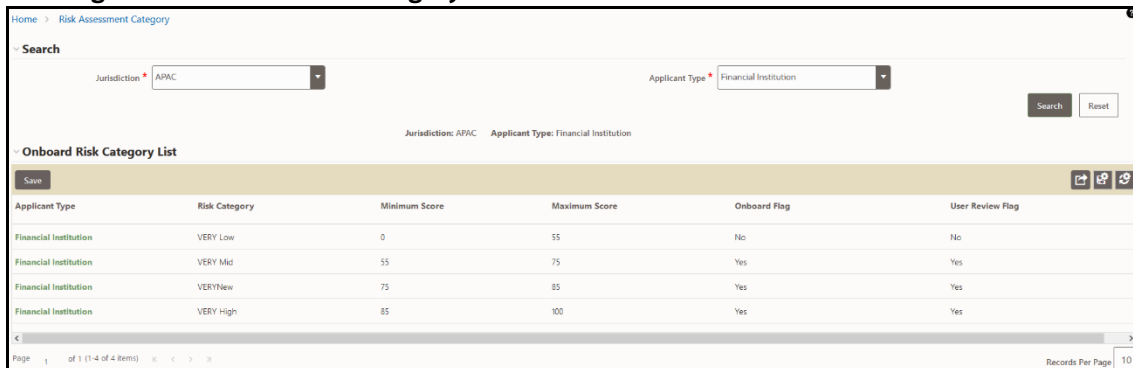 Home > Risk Assessment Category
Search
Jurisdiction * APAC Applicant Type * Financial Institution
Search Reset
Jurisdiction: APAC Applicant Type: Financial Institution
Onboard Risk Category List
Save
Applicant Type Risk Category Minimum Score Maximum Score Onboard Flag User Review Flag
Financial Institution VERY Low 0 55 No No
Financial Institution VERY Mid 55 75 Yes Yes
Financial Institution VERYNew 75 85 Yes Yes
Financial Institution VERY High 85 100 Yes Yes
Page 1 of 1 (1-4 of 4 items) Records Per Page 10